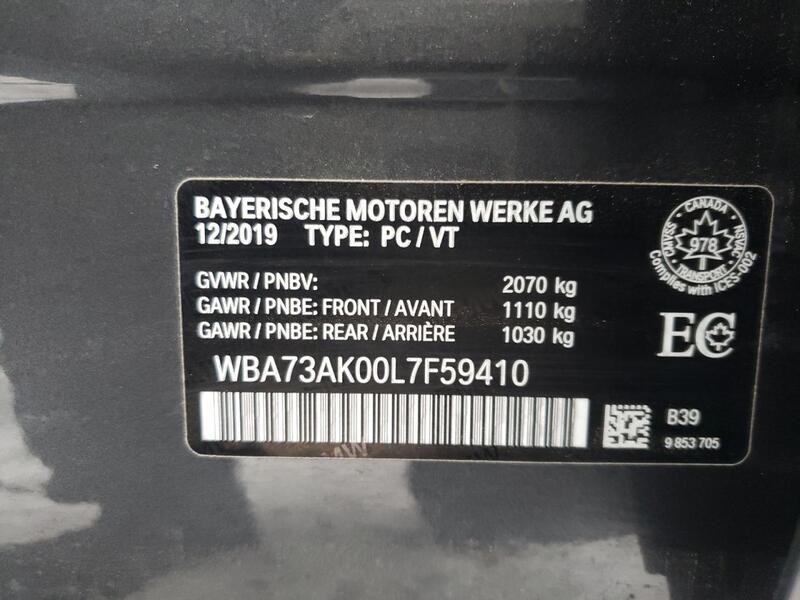 BAYERISCHE MOTOREN WERKE AG
12/2019 TYPE: PC / VT
GVWR / PNBV: 2070 kg
GAWR / PNBE: FRONT / AVANT 1110 kg
GAWR / PNBE: REAR / ARRIÈRE 1030 kg
WBA73AK00L7F59410
CANADA
CMVSS
978
NSVAC
TRANSPORT
Complies with ICES-002
EC
B39
9 853 705